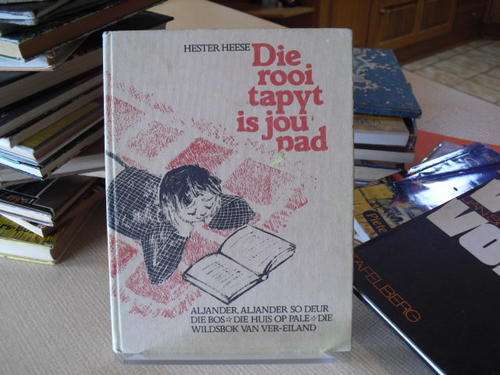 HESTER HEESE
Die
rooi
tapyt
is jou
pad
ALJANDER, ALJANDER SO DEUR
DIE BOS☆DIE HUIS OP PALE☆DIE
WILDSBOK VAN VER-EILAND
TAFELBERG